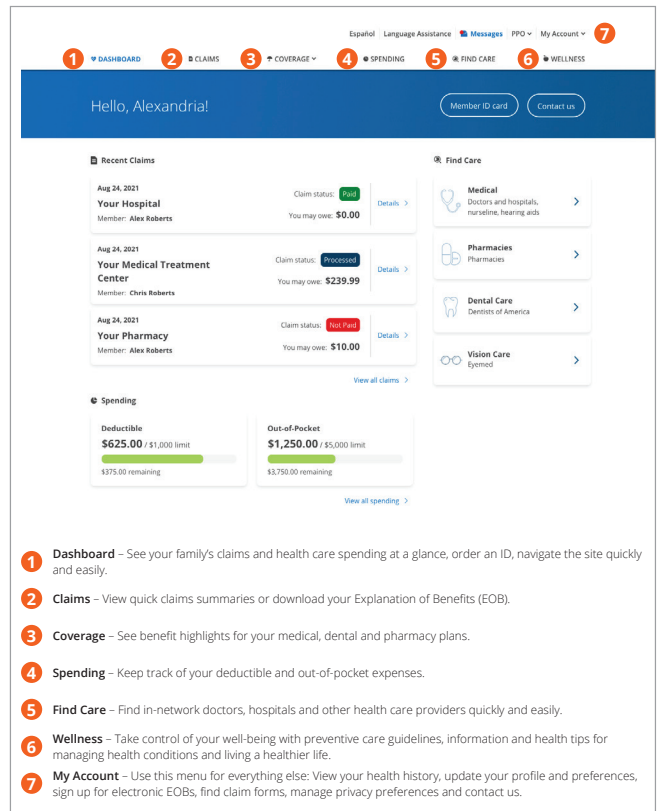 Español Language Assistance Messages PPO My Account 7
1 DASHBOARD 2 CLAIMS 3 COVERAGE 4 SPENDING 5 FIND CARE 6 WELLNESS
Hello, Alexandria!
Member ID card Contact us
Recent Claims
Aug 24, 2021
Your Hospital
Member: Alex Roberts
Claim status: Paid
You may owe: $0.00
Details
Aug 24, 2021
Your Medical Treatment
Center
Member: Chris Roberts
Claim status: Processed
You may owe: $239.99
Details
Aug 24, 2021
Your Pharmacy
Member: Alex Roberts
Claim status: Not Paid
You may owe: $10.00
Details
View all claims
Find Care
Medical
Doctors and hospitals,
nurseline, hearing aids
Pharmacies
Pharmacies
Dental Care
Dentists of America
Vision Care
Eyemed
Spending
Deductible
$625.00 / $1,000 limit
$375.00 remaining
Out-of-Pocket
$1,250.00 / $5,000 limit
$3,750.00 remaining
View all spending
1 Dashboard – See your family's claims and health care spending at a glance, order an ID, navigate the site quickly
and easily.
2 Claims – View quick claims summaries or download your Explanation of Benefits (EOB).
3 Coverage – See benefit highlights for your medical, dental and pharmacy plans.
4 Spending – Keep track of your deductible and out-of-pocket expenses.
5 Find Care – Find in-network doctors, hospitals and other health care providers quickly and easily.
6 Wellness – Take control of your well-being with preventive care guidelines, information and health tips for
managing health conditions and living a healthier life.
7 My Account – Use this menu for everything else: View your health history, update your profile and preferences,
sign up for electronic EOBs, find claim forms, manage privacy preferences and contact us.